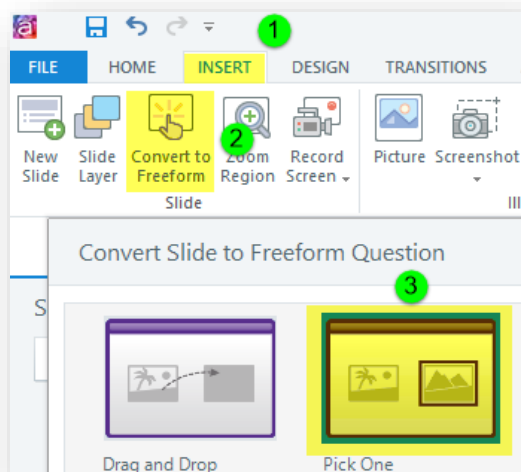 1
FILE HOME INSERT DESIGN TRANSITIONS
2
New Slide Convert to Zoom Record Picture Screenshot
Slide Layer Freeform Region Screen
Slide Ill
Convert Slide to Freeform Question
3
S
Drag and Drop Pick One